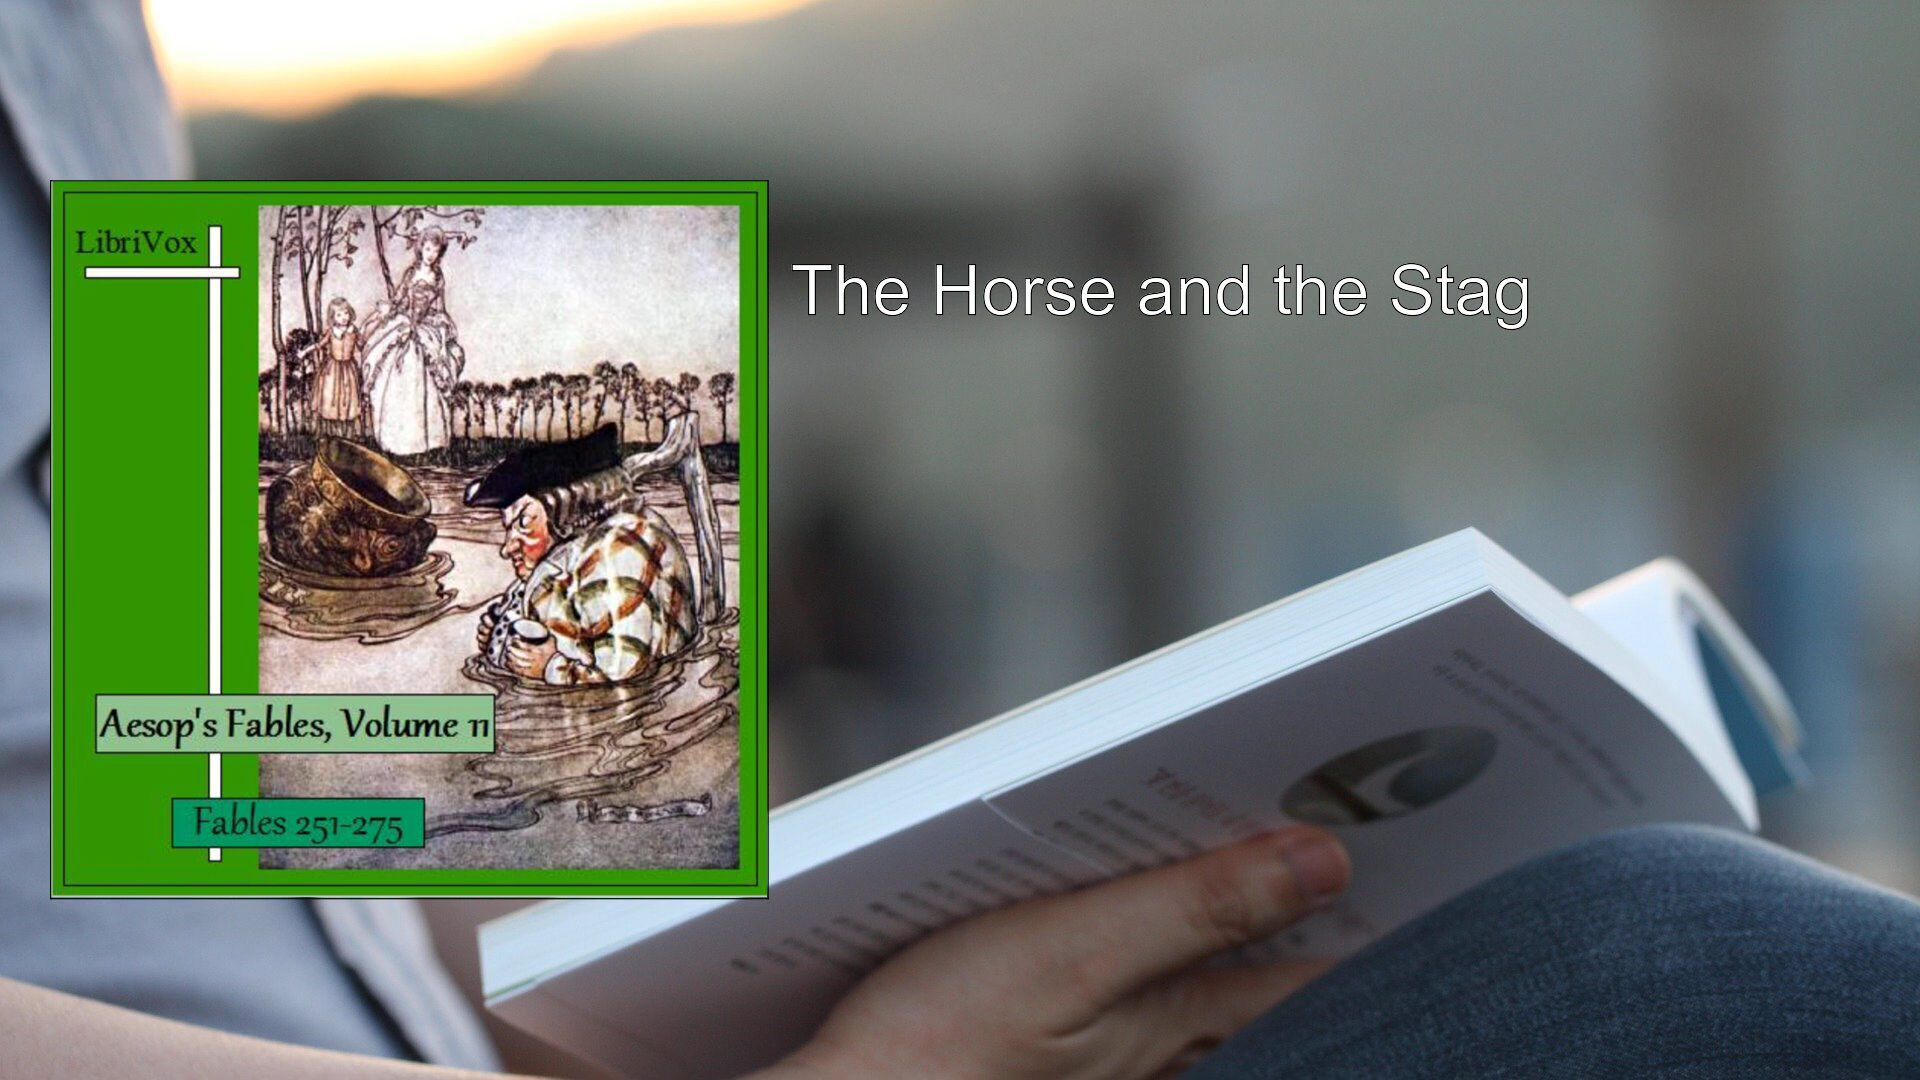 LibriVox
The Horse and the Stag
Aesop's Fables, Volume 11
Fables 251-275